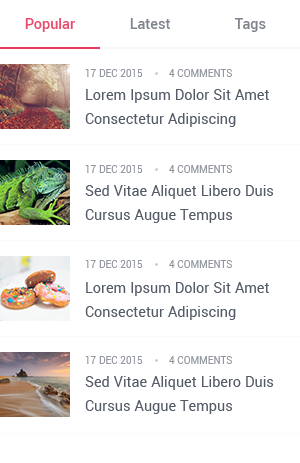 Popular Latest Tags
17 DEC 2015 • 4 COMMENTS
Lorem Ipsum Dolor Sit Amet
Consectetur Adipiscing
17 DEC 2015 • 4 COMMENTS
Sed Vitae Aliquet Libero Duis
Cursus Augue Tempus
17 DEC 2015 • 4 COMMENTS
Lorem Ipsum Dolor Sit Amet
Consectetur Adipiscing
17 DEC 2015 • 4 COMMENTS
Sed Vitae Aliquet Libero Duis
Cursus Augue Tempus